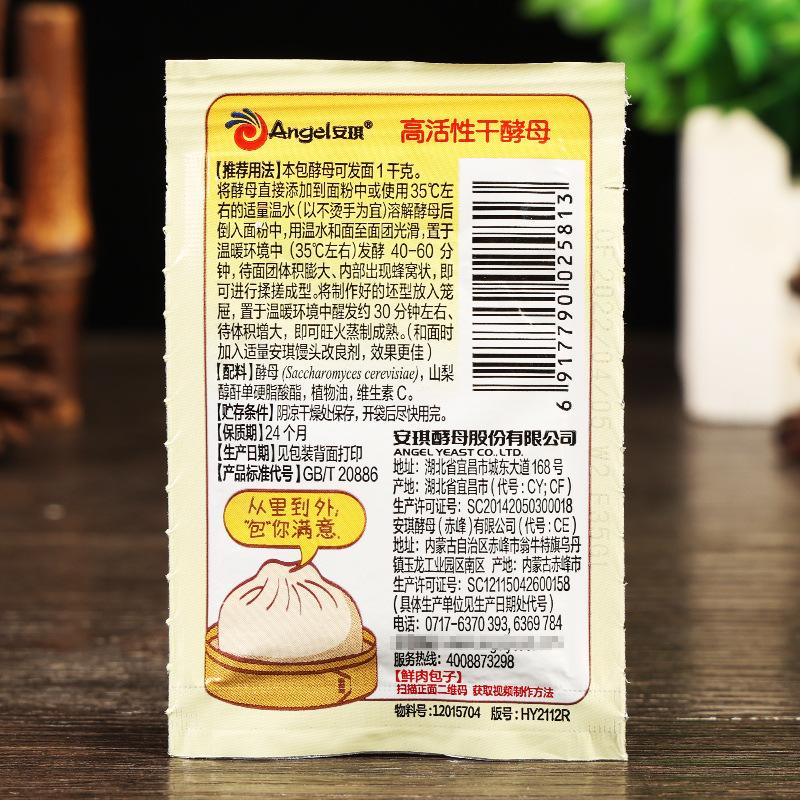 Angel安琪® 高活性干酵母
【推荐用法】本包酵母可发面1千克。
将酵母直接添加到面粉中或使用35℃左
右的适量温水(以不烫手为宜)溶解酵母后
倒入面粉中,用温水和面至面团光滑,置于
温暖环境中(35℃左右)发酵 40-60 分
钟,待面团体积膨大、内部出现蜂窝状,即
可进行揉搓成型。将制作好的坯型放入笼
屉,置于温暖环境中醒发约30分钟左右、
待体积增大,即可旺火蒸制成熟。(和面时
加入适量安琪馒头改良剂,效果更佳)
【配料】酵母(Saccharomyces cerevisiae),山梨
醇酐单硬脂酸酯,植物油,维生素C。
【贮存条件】阴凉干燥处保存,开袋后尽快用完。
【保质期】24个月
【生产日期】见包装背面打印
【产品标准代号】GB/T 20886
从里到外,
"包"你满意.
6 917790 025813
安琪酵母股份有限公司
ANGEL YEAST CO., LTD.
地址:湖北省宜昌市城东大道168号
产地:湖北省宜昌市(代号:CY;CF)
生产许可证号:SC20142050300018
安琪酵母(赤峰)有限公司(代号:CE)
地址:内蒙古自治区赤峰市翁牛特旗乌丹
镇玉龙工业园区南区 产地:内蒙古赤峰市
生产许可证号:SC12115042600158
(具体生产单位见生产日期处代号)
电话:0717-6370 393, 6369 784
服务热线:4008873298
【鲜肉包子】
扫描正面二维码 获取视频制作方法
物料号:12015704 版号:HY2112R